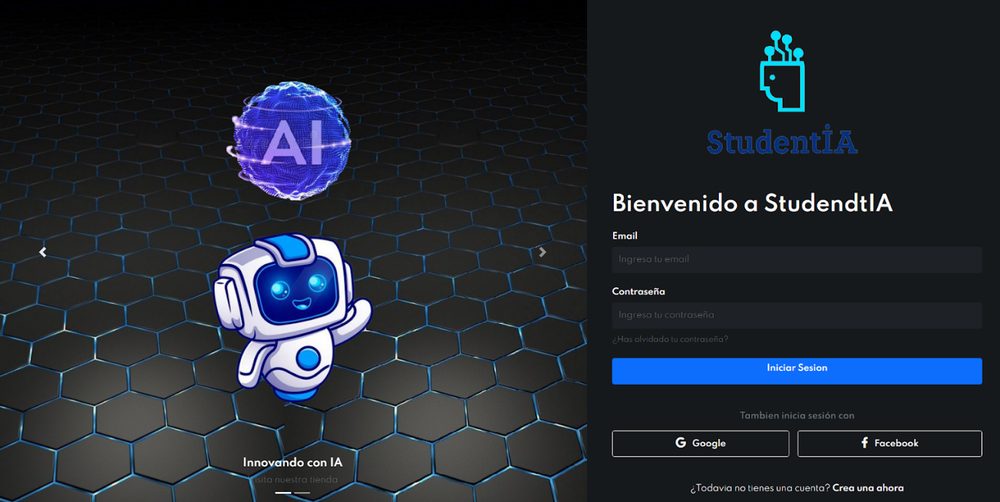 AI
Innovando con IA
isita nuestra tienda
StudentIA
Bienvenido a StudendtIA
Email
Ingresa tu email
Contraseña
Ingresa tu contraseña
¿Has olvidado tu contraseña?
Iniciar Sesion
Tambien inicia sesión con
G Google
f Facebook
¿Todavia no tienes una cuenta? Crea una ahora